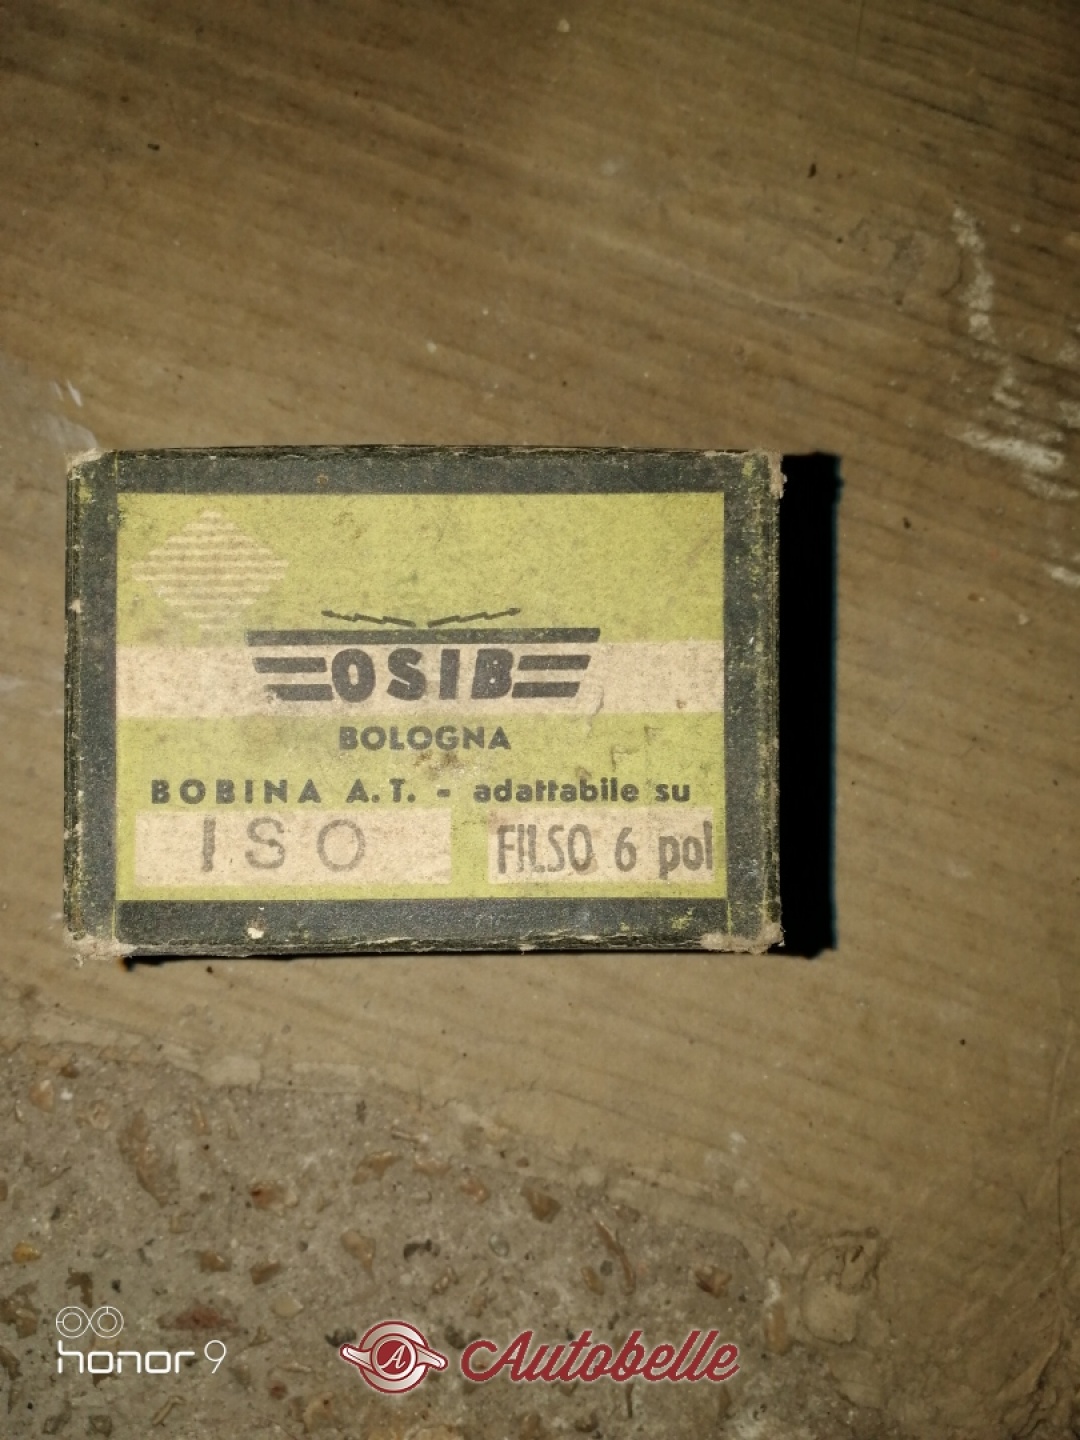 OSIB
BOLOGNA
BOBINA A.T. - adattabile su
ISO FILSO 6 pol
honor 9
A Autobelle